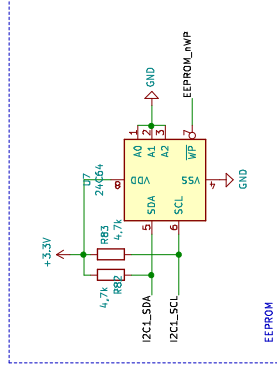 GND
EEPROM_nWP
1
2
3
7
A0
A1
A2
WP
U7
24C64
8
VDD
VSS
4
GND
SDA
SCL
5
6
+3.3V
R83
4,7k
R82
4,7k
I2C1_SDA
I2C1_SCL
EEPROM